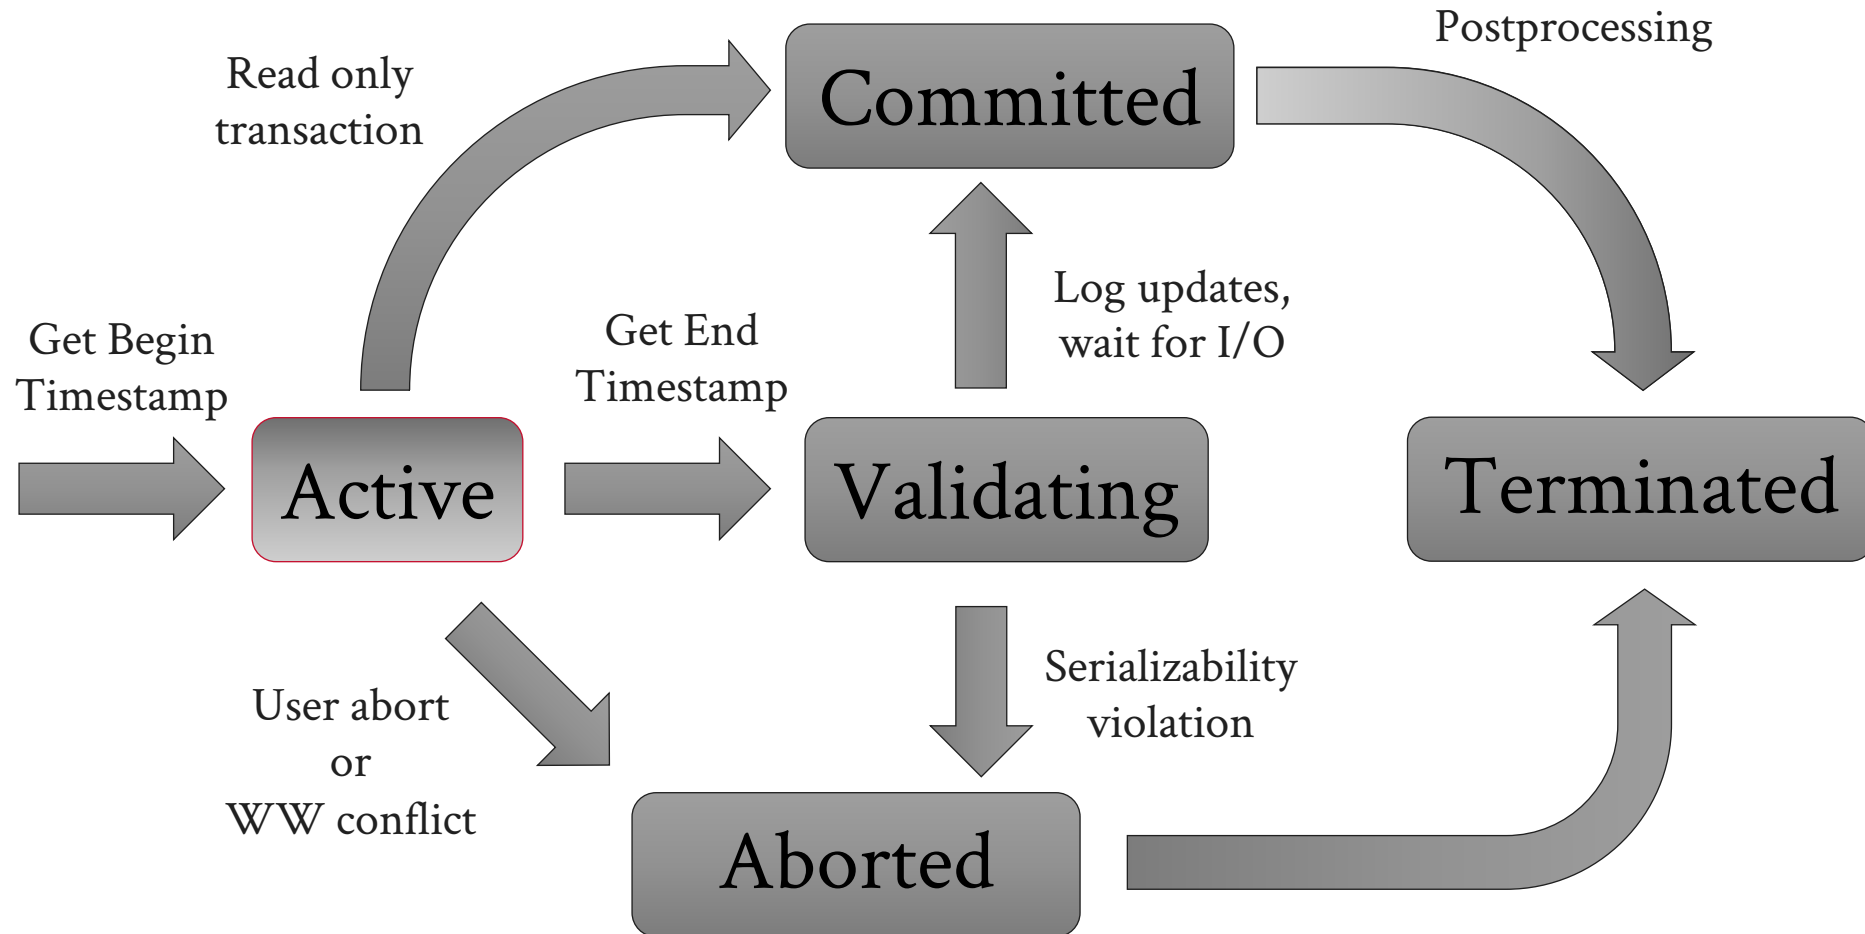 Postprocessing
Read only
transaction
Committed
Log updates,
wait for I/O
Get Begin
Timestamp
Get End
Timestamp
Active
Validating
Terminated
User abort
or
WW conflict
Serializability
violation
Aborted